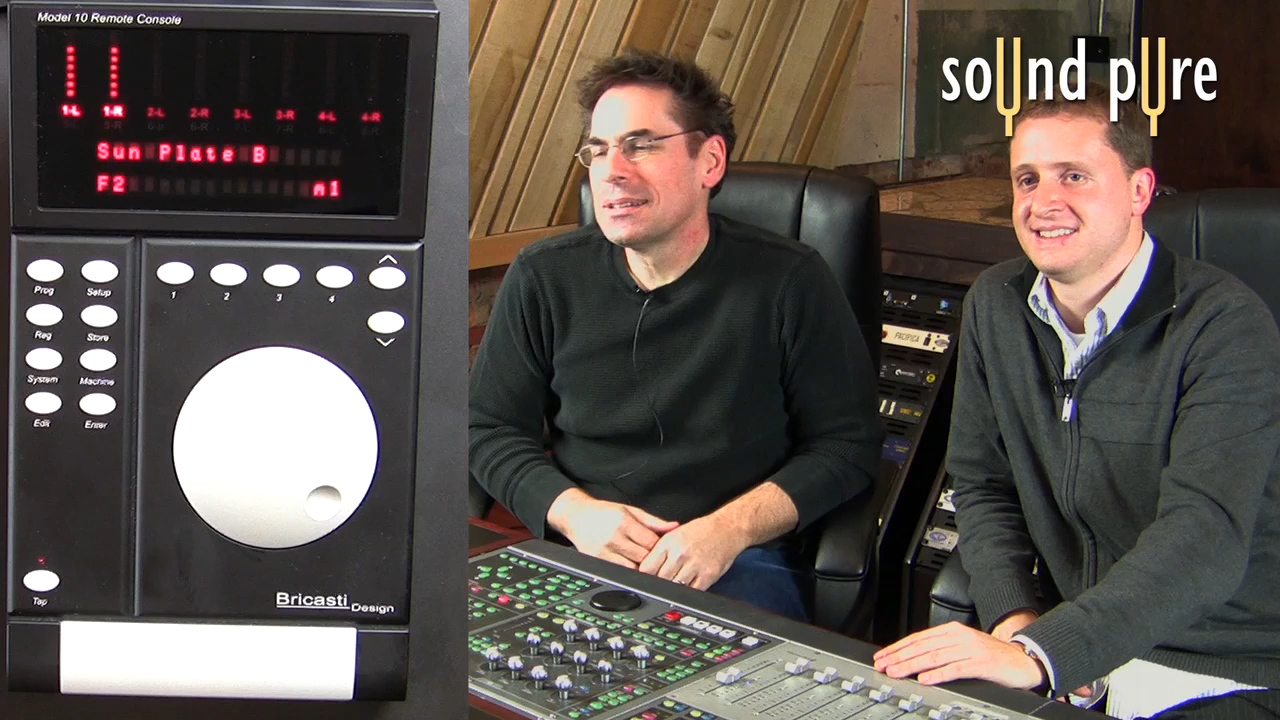 Model 10 Remote Console
1-L 1-R 2-L 2-R 3-L 3-R 4-L 4-R
Sun Plate B
F2 m1
Prog Setup
1 2 3 4
Reg Store
System Machine
Edit Enter
Tap
Bricasti Design
sound pure
PACIFICA